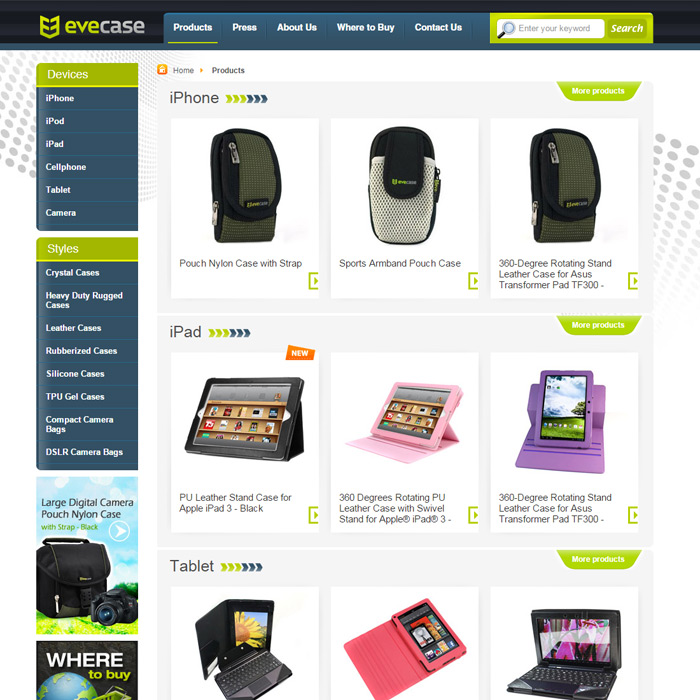 evecase
Products
Press
About Us
Where to Buy
Contact Us
Enter your keyword
Search
Devices
iPhone
iPod
iPad
Cellphone
Tablet
Camera
Styles
Crystal Cases
Heavy Duty Rugged
Cases
Leather Cases
Rubberized Cases
Silicone Cases
TPU Gel Cases
Compact Camera
Bags
DSLR Camera Bags
Large Digital Camera
Pouch Nylon Case
with Strap - Black
WHERE
to buy
Home
Products
iPhone
More products
evecase
Pouch Nylon Case with Strap
Sports Armband Pouch Case
360-Degree Rotating Stand
Leather Case for Asus
Transformer Pad TF300 -
iPad
More products
NEW
PU Leather Stand Case for
Apple iPad 3 - Black
360 Degrees Rotating PU
Leather Case with Swivel
Stand for Apple® iPad® 3 -
360-Degree Rotating Stand
Leather Case for Asus
Transformer Pad TF300 -
Tablet
More products